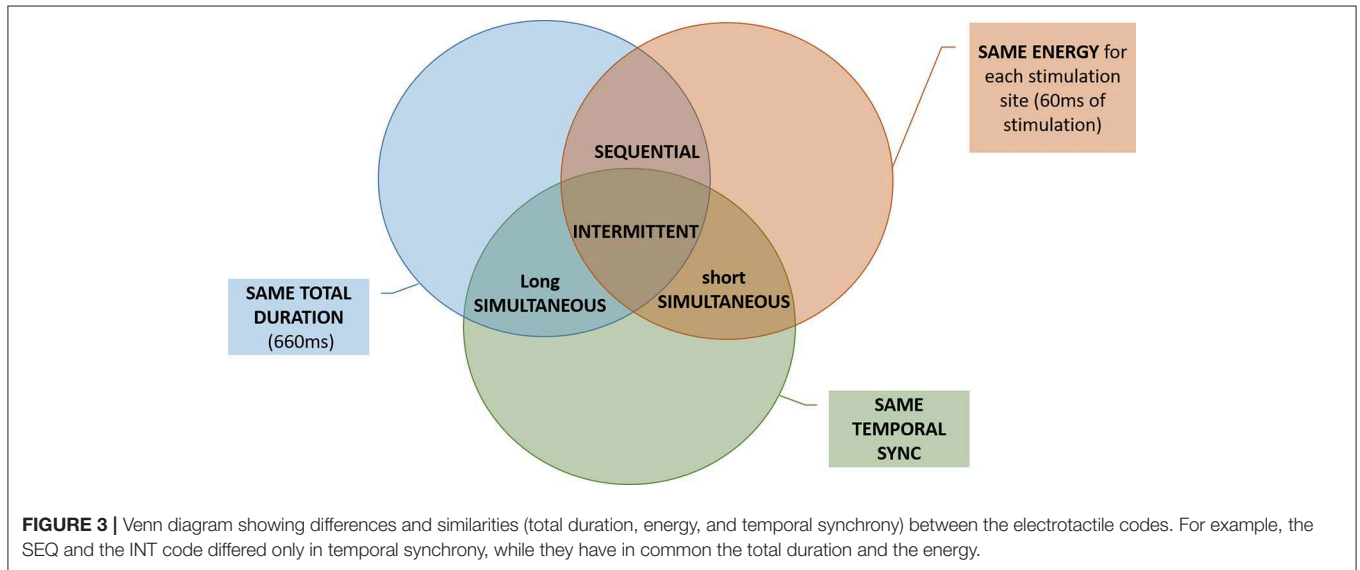 SAME ENERGY for
each stimulation
site (60ms of
stimulation)
SEQUENTIAL
INTERMITTENT
Long
SIMULTANEOUS
short
SIMULTANEOUS
SAME TOTAL
DURATION
(660ms)
SAME
TEMPORAL
SYNC
FIGURE 3 | Venn diagram showing differences and similarities (total duration, energy, and temporal synchrony) between the electrotactile codes. For example, the
SEQ and the INT code differed only in temporal synchrony, while they have in common the total duration and the energy.